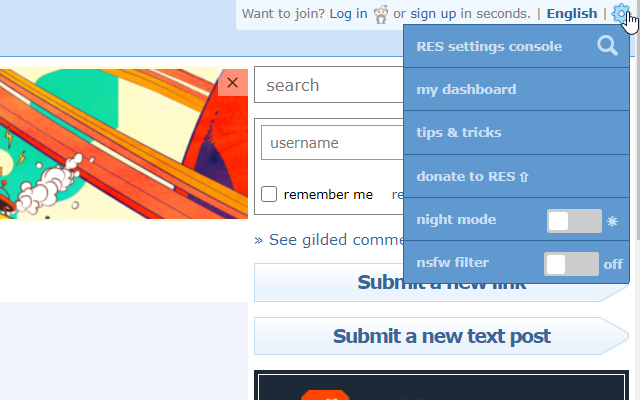 Want to join? Log in or sign up in seconds. | English |
RES settings console
my dashboard
tips & tricks
donate to RES ⇧
night mode
nsfw filter off
×
search
username
remember me re
» See gilded comme
Submit a new link
Submit a new text post